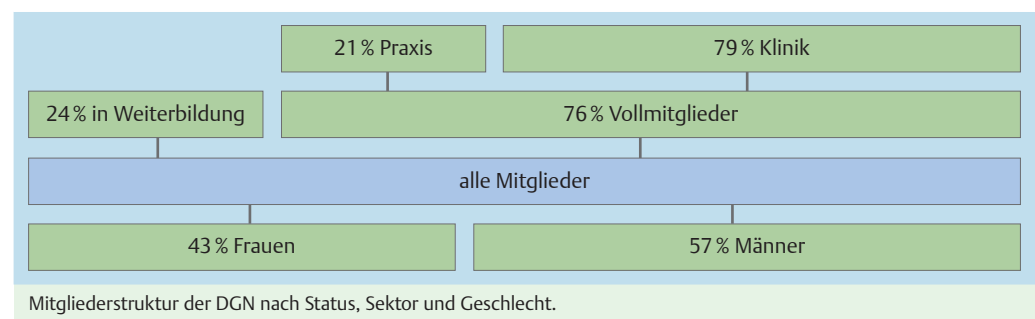 21 % Praxis
79 % Klinik
24 % in Weiterbildung
76 % Vollmitglieder
alle Mitglieder
43 % Frauen
57 % Männer
Mitgliederstruktur der DGN nach Status, Sektor und Geschlecht.